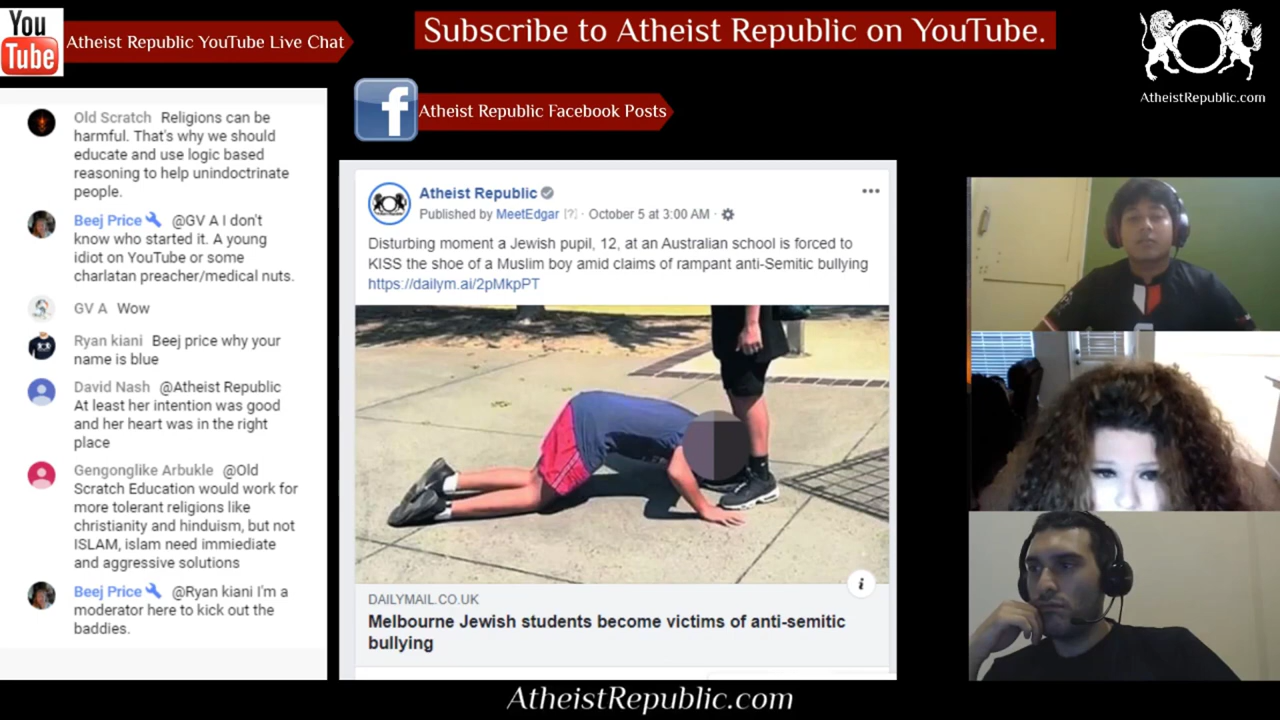 You
Tube
Atheist Republic YouTube Live Chat
Subscribe to Atheist Republic on YouTube.
AtheistRepublic.com
f
Atheist Republic Facebook Posts
Old Scratch Religions can be
harmful. That's why we should
educate and use logic based
reasoning to help unindoctrinate
people.
Beej Price @GV A I don't
know who started it. A young
idiot on YouTube or some
charlatan preacher/medical nuts.
GV A Wow
Ryan kiani Beej price why your
name is blue
David Nash @Atheist Republic
At least her intention was good
and her heart was in the right
place
Gengonglike Arbukle @Old
Scratch Education would work for
more tolerant religions like
christianity and hinduism, but not
ISLAM, islam need immiediate
and aggressive solutions
Beej Price @Ryan kiani I'm a
moderator here to kick out the
baddies.
Atheist Republic
Published by MeetEdgar [?] · October 5 at 3:00 AM ·
Disturbing moment a Jewish pupil, 12, at an Australian school is forced to
KISS the shoe of a Muslim boy amid claims of rampant anti-Semitic bullying
https://dailym.ai/2pMkpPT
i
DAILYMAIL.CO.UK
Melbourne Jewish students become victims of anti-semitic
bullying
AtheistRepublic.com